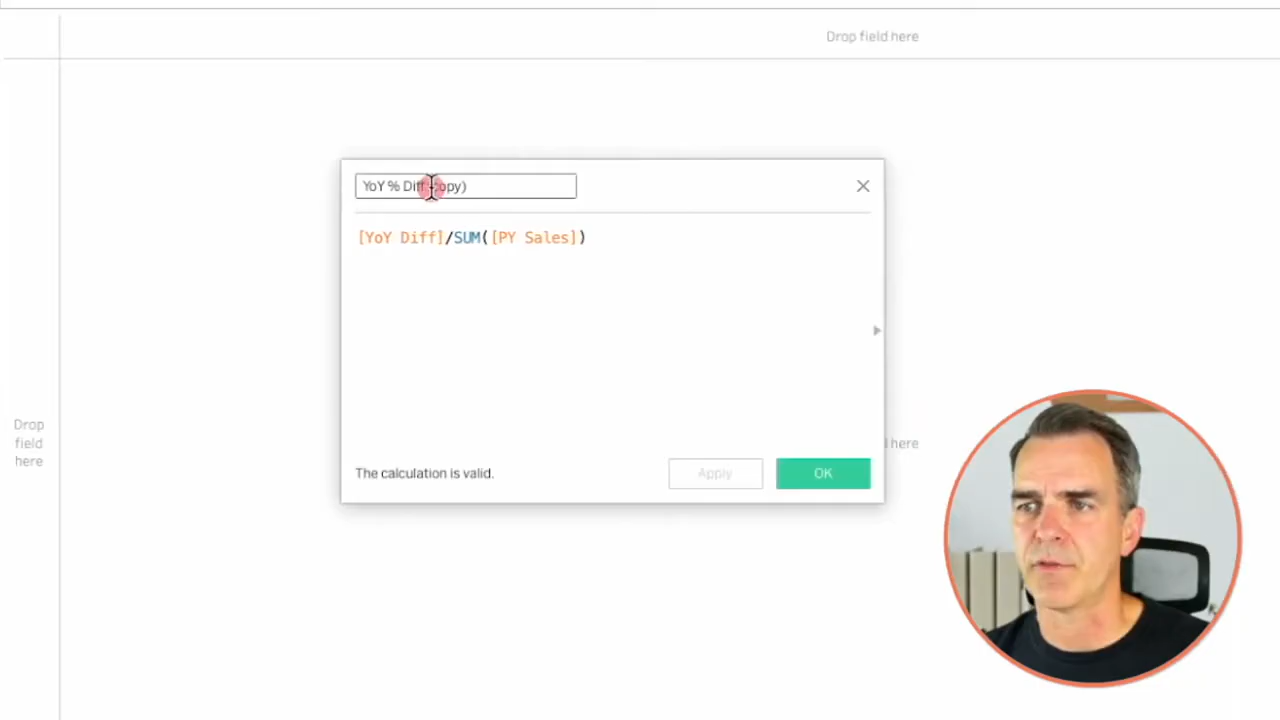 Drop field here
YoY % Diff
[YoY Diff]/SUM([PY Sales])
Drop
field
here
here
The calculation is valid.
Apply
OK